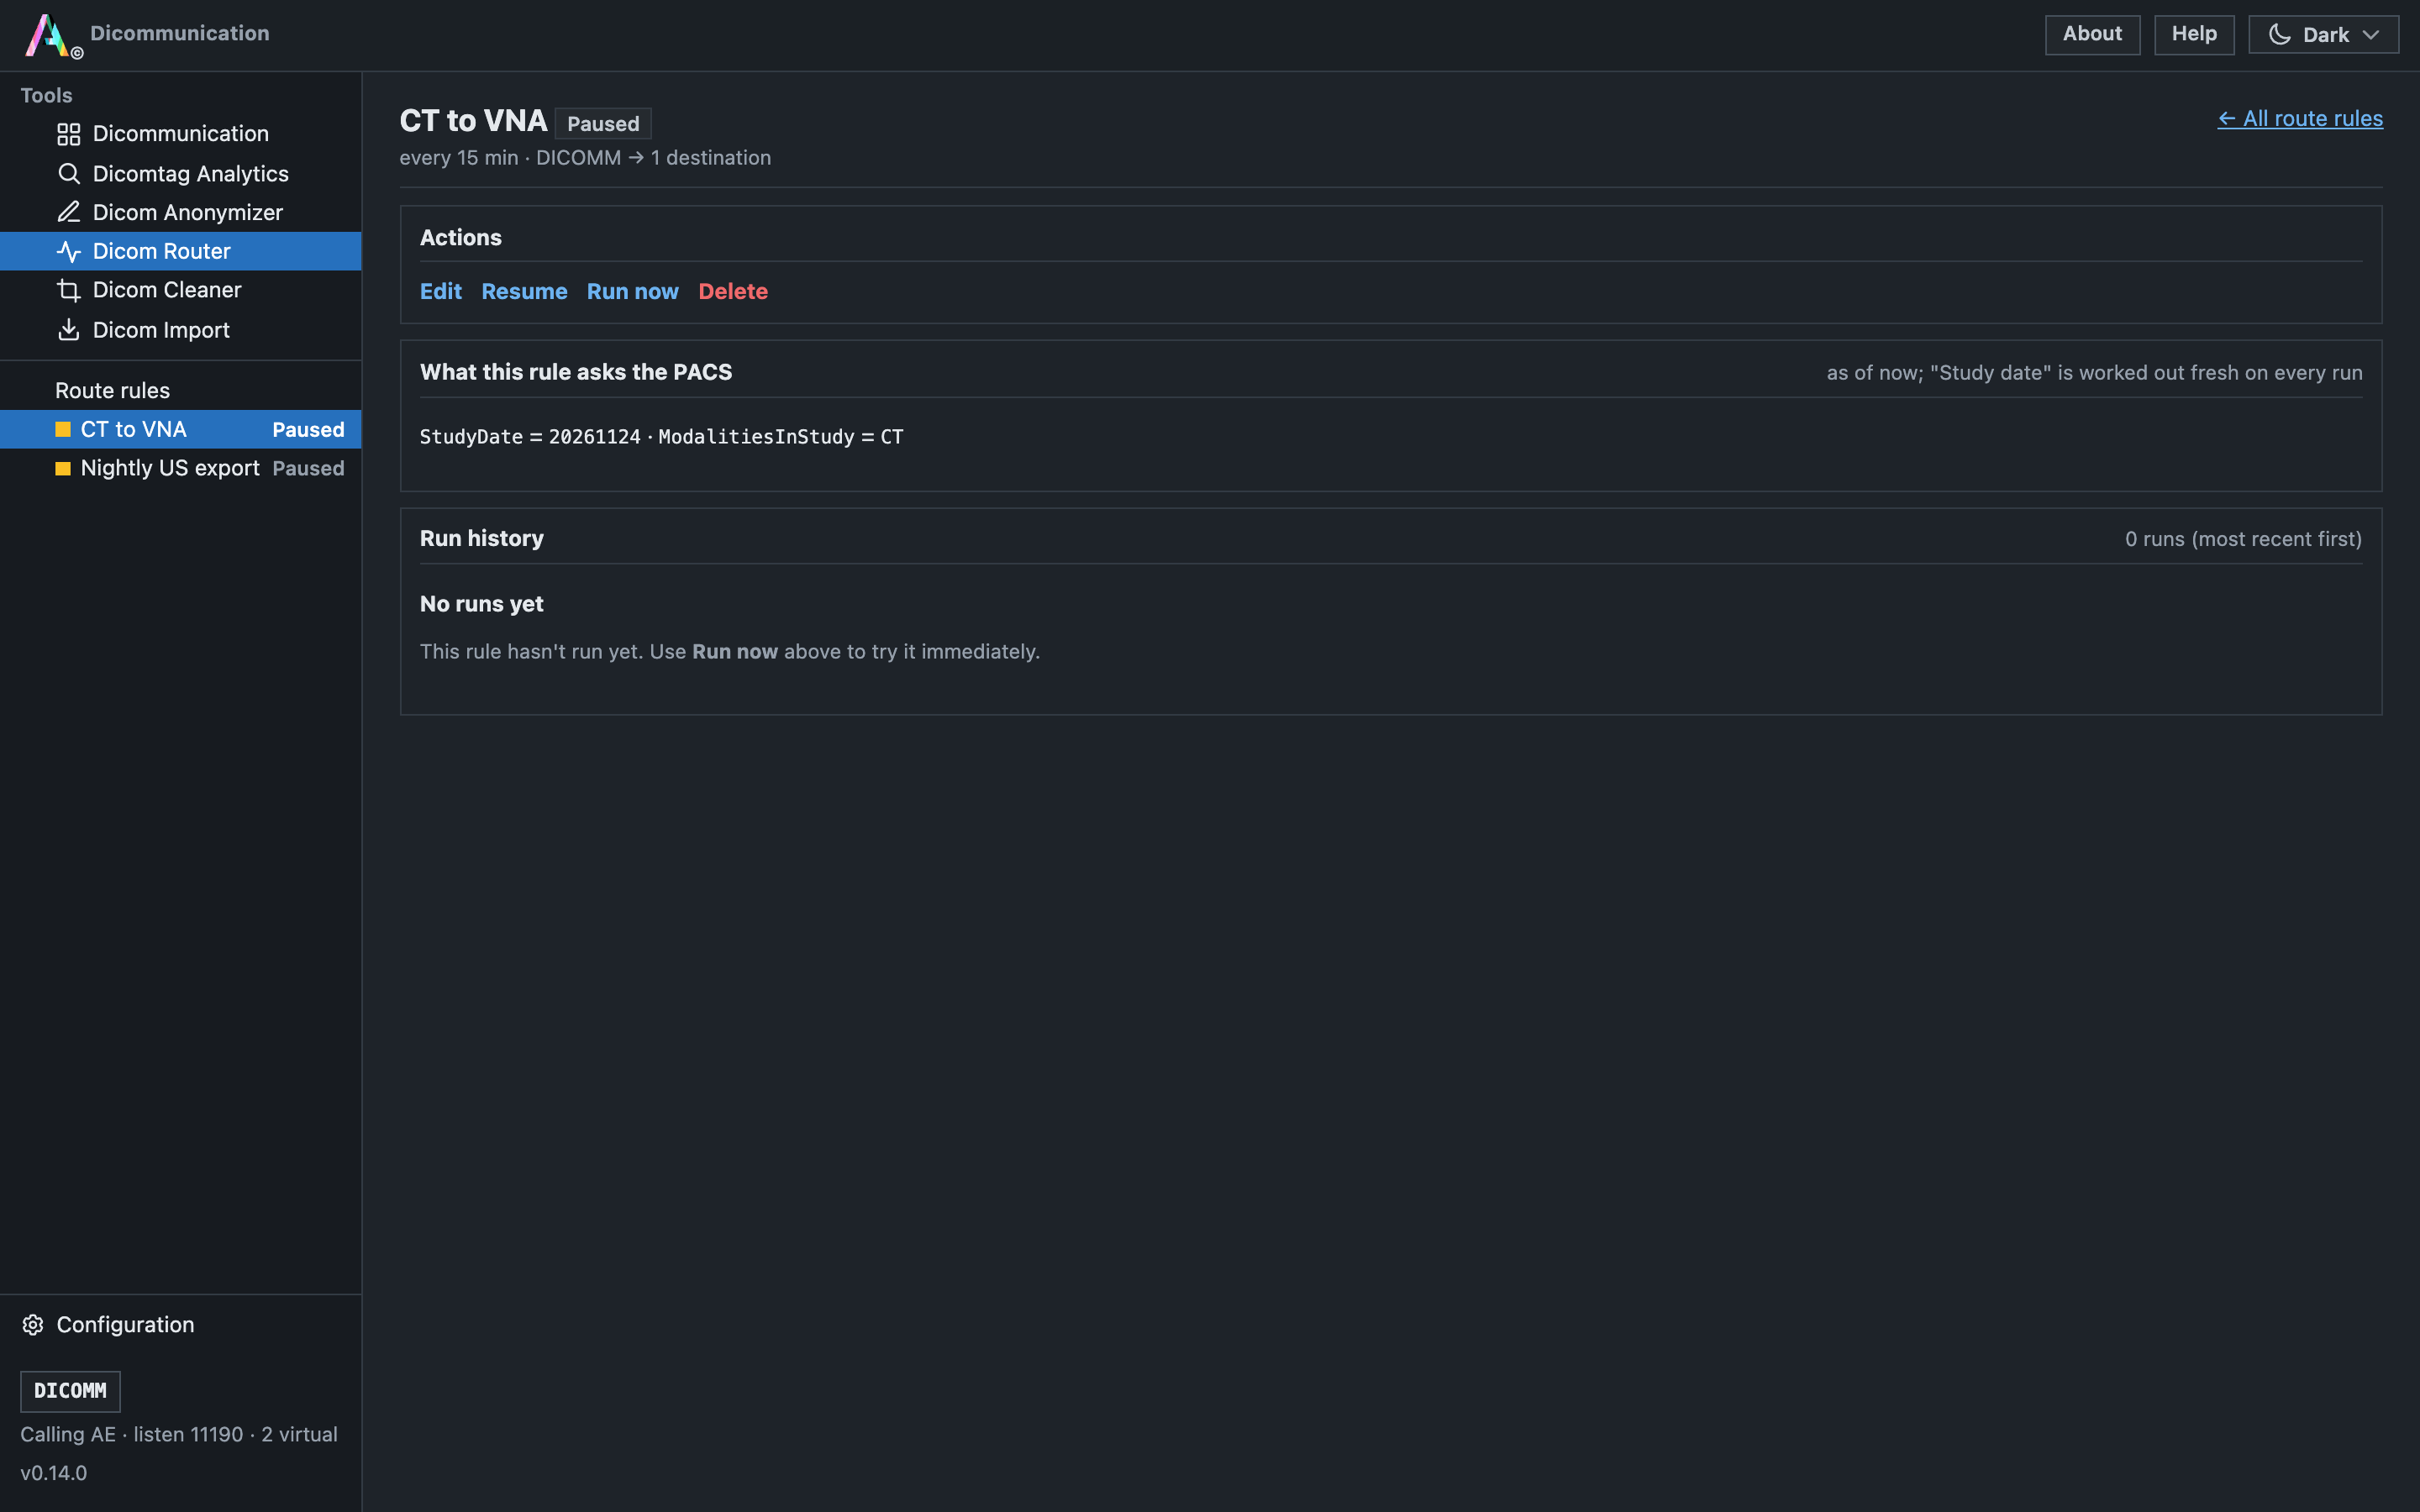 Dicommunication
About
Help
Dark
Tools
Dicommunication
Dicomtag Analytics
Dicom Anonymizer
Dicom Router
Dicom Cleaner
Dicom Import
Route rules
CT to VNA Paused
Nightly US export Paused
Configuration
DICOMM
Calling AE · listen 11190 · 2 virtual
v0.14.0
CT to VNA Paused
← All route rules
every 15 min · DICOMM → 1 destination
Actions
Edit Resume Run now Delete
What this rule asks the PACS
as of now; "Study date" is worked out fresh on every run
StudyDate = 20261124 · ModalitiesInStudy = CT
Run history
0 runs (most recent first)
No runs yet
This rule hasn't run yet. Use Run now above to try it immediately.